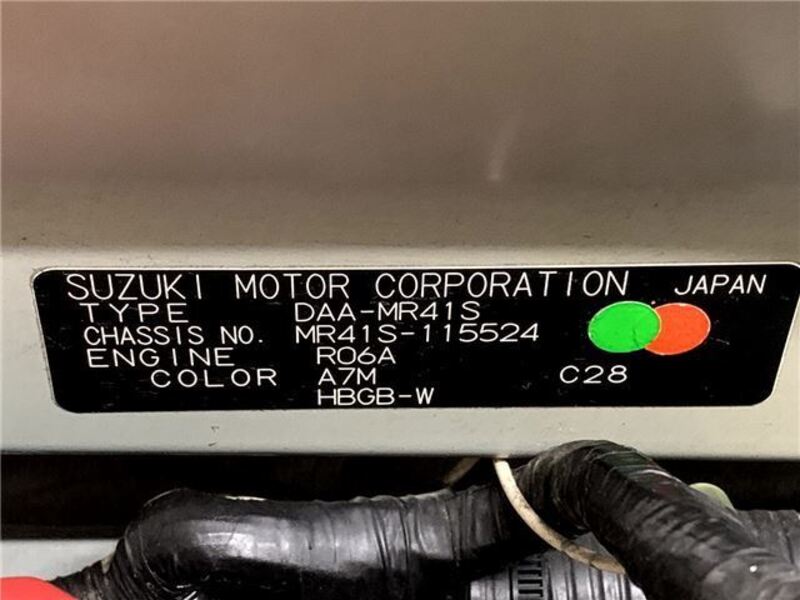 SUZUKI MOTOR CORPORATION JAPAN
TYPE DAA-MR41S
CHASSIS NO. MR41S-115524
ENGINE R06A
COLOR A7M C28
HBGB-W